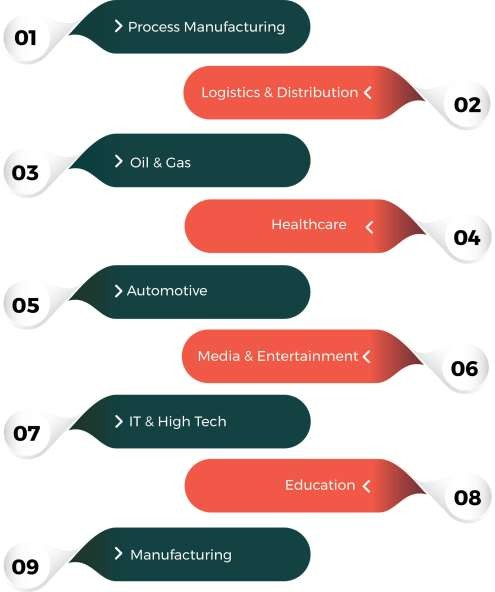 01
Process Manufacturing
Logistics & Distribution
02
03
Oil & Gas
Healthcare
04
05
Automotive
Media & Entertainment
06
07
IT & High Tech
Education
08
09
Manufacturing